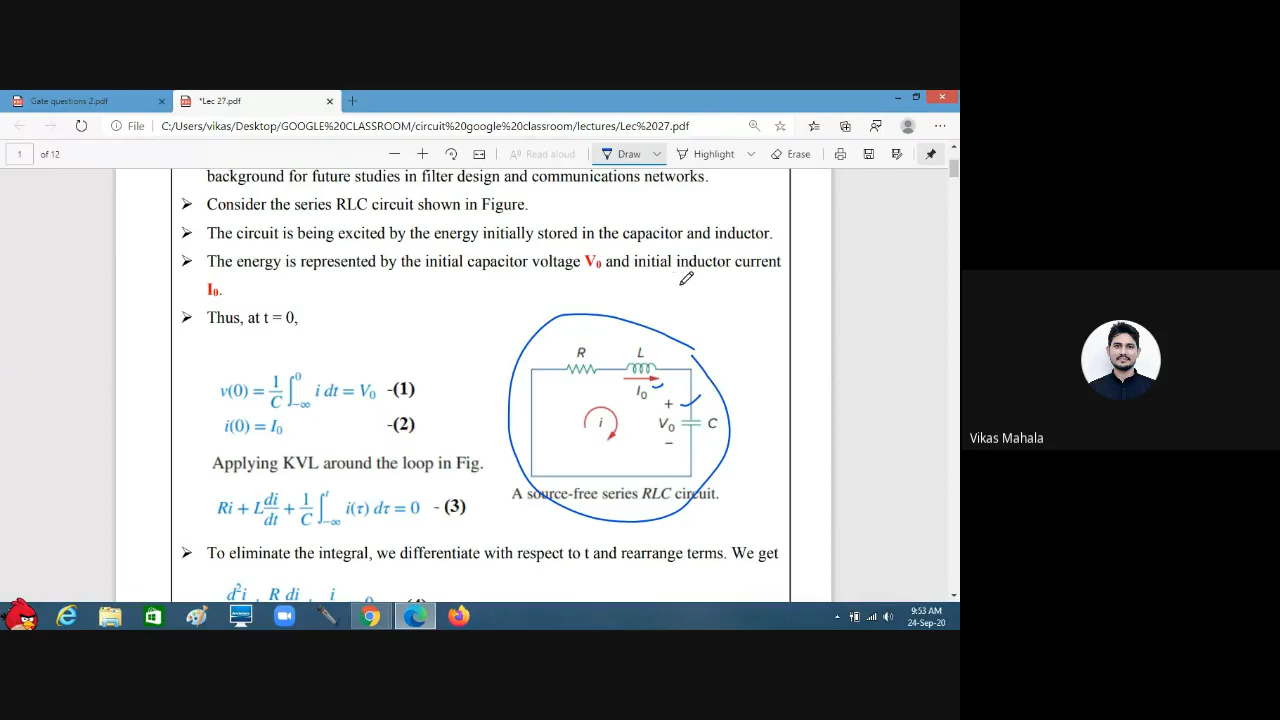 Gate questions 2.pdf
*Lec 27.pdf
File C:/Users/vikas/Desktop/GOOGLE%20CLASSROOM/circuit%20google%20classroom/lectures/Lec%2027.pdf
1 of 12 Read aloud Draw Highlight Erase
background for future studies in filter design and communications networks.
➤ Consider the series RLC circuit shown in Figure.
➤ The circuit is being excited by the energy initially stored in the capacitor and inductor.
➤ The energy is represented by the initial capacitor voltage V₀ and initial inductor current
I₀.
➤ Thus, at t = 0,
v(0) = 1/C ∫_{-∞}^{0} i dt = V₀ -(1)
i(0) = I₀ -(2)
Applying KVL around the loop in Fig.
Ri + L di/dt + 1/C ∫_{-∞}^{t} i(τ) dτ = 0 - (3)
R L
I₀
+
i V₀ C
−
A source-free series RLC circuit.
➤ To eliminate the integral, we differentiate with respect to t and rearrange terms. We get
d²i R di i
Vikas Mahala
9:53 AM
24-Sep-20